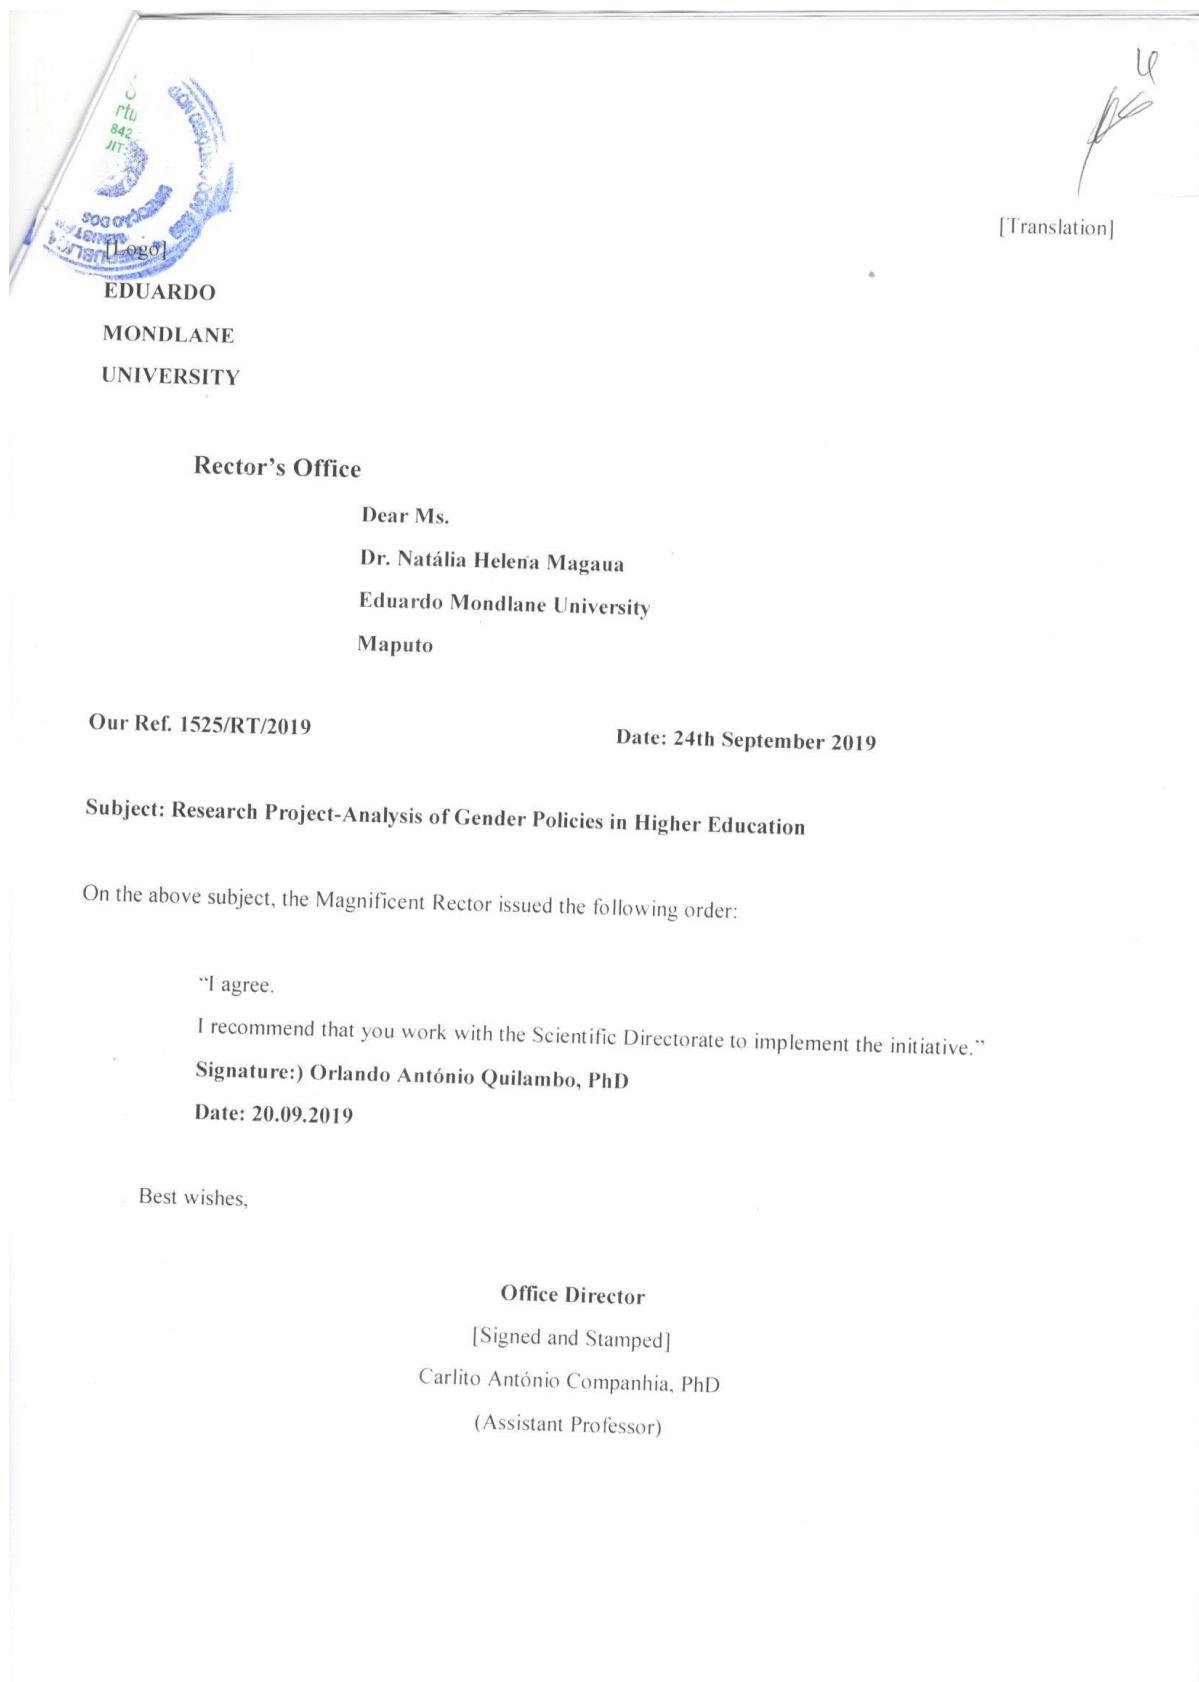 rtu
842
JIT:
DOS
[Logo]
[Translation]
EDUARDO
MONDLANE
UNIVERSITY
Rector's Office
Dear Ms.
Dr. Natália Helena Magaua
Eduardo Mondlane University
Maputo
Our Ref. 1525/RT/2019
Date: 24th September 2019
Subject: Research Project-Analysis of Gender Policies in Higher Education
On the above subject, the Magnificent Rector issued the following order:
“I agree.
I recommend that you work with the Scientific Directorate to implement the initiative.”
Signature:) Orlando António Quilambo, PhD
Date: 20.09.2019
Best wishes,
Office Director
[Signed and Stamped]
Carlito António Companhia, PhD
(Assistant Professor)